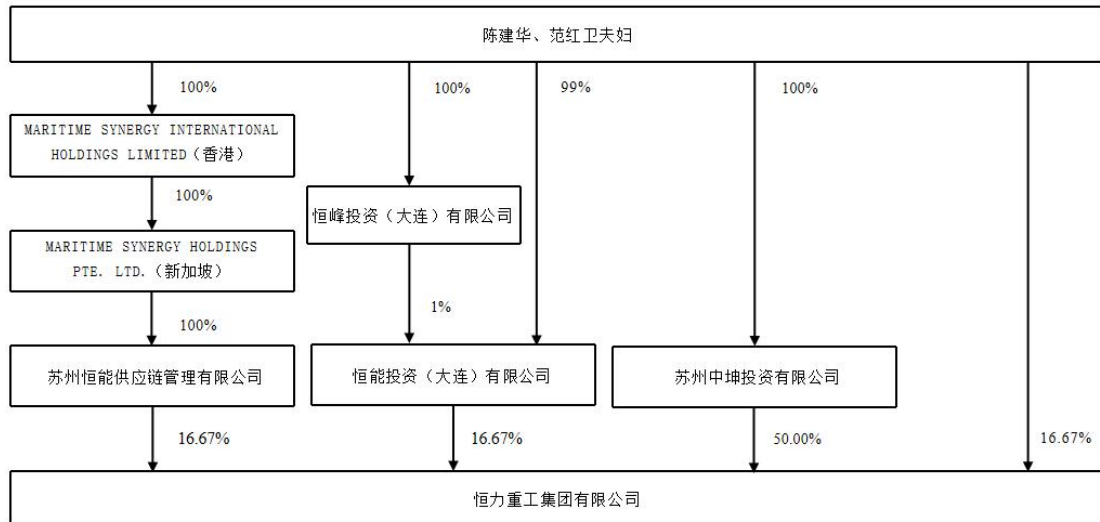 陈建华、范红卫夫妇
100%
100%
99%
100%
MARITIME SYNERGY INTERNATIONAL
HOLDINGS LIMITED（香港）
100%
恒峰投资（大连）有限公司
MARITIME SYNERGY HOLDINGS
PTE. LTD.（新加坡）
1%
100%
苏州恒能供应链管理有限公司
恒能投资（大连）有限公司
苏州中坤投资有限公司
16.67%
16.67%
50.00%
16.67%
恒力重工集团有限公司